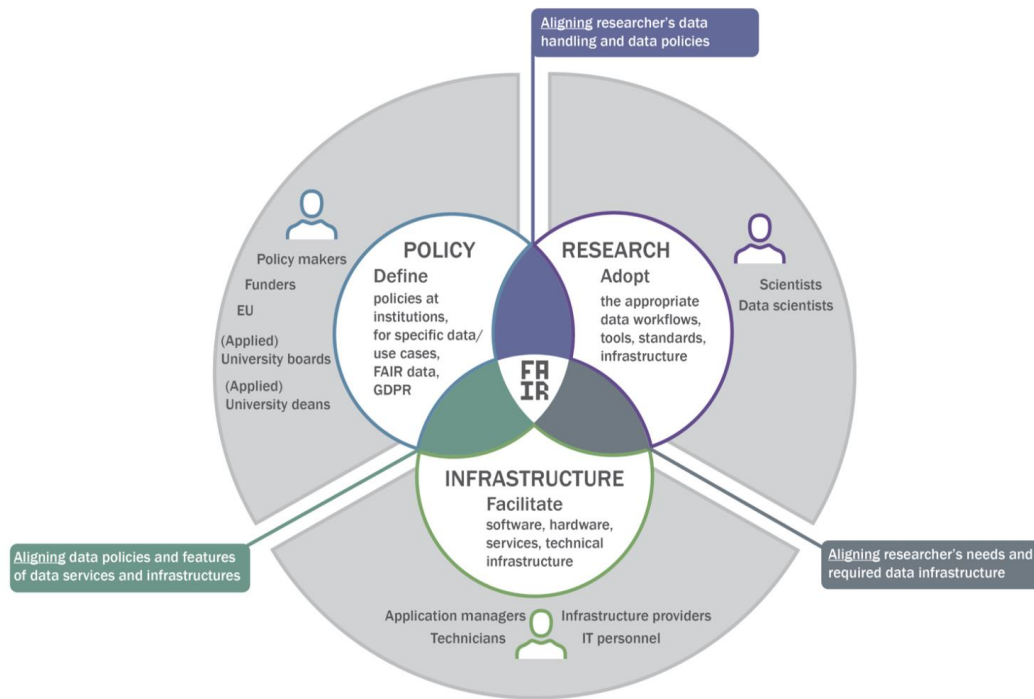 Aligning researcher's data
handling and data policies
POLICY
Define
policies at
institutions,
for specific data/
use cases,
FAIR data,
GDPR
RESEARCH
Adopt
the appropriate
data workflows,
tools, standards,
infrastructure
Policy makers
Funders
EU
(Applied)
University boards
(Applied)
University deans
Scientists
Data scientists
FA
IR
INFRASTRUCTURE
Facilitate
software, hardware,
services, technical
infrastructure
Aligning data policies and features
of data services and infrastructures
Aligning researcher's needs and
required data infrastructure
Application managers
Technicians
Infrastructure providers
IT personnel